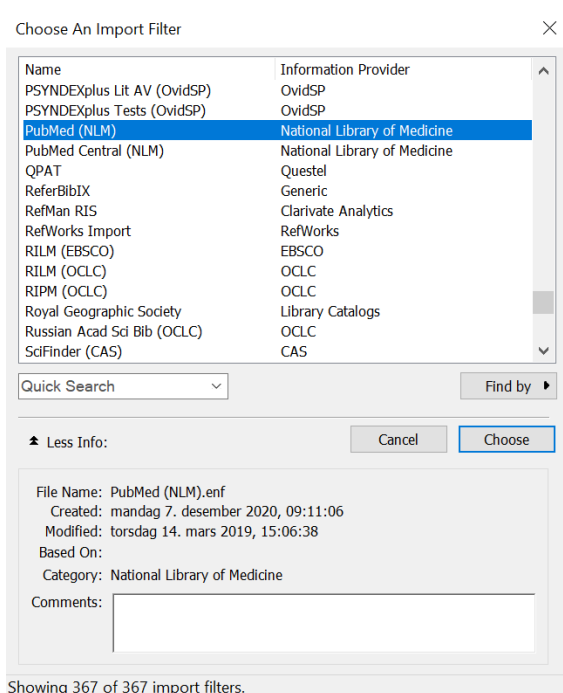 Choose An Import Filter
Name Information Provider
PSYNDEXplus Lit AV (OvidSP) OvidSP
PSYNDEXplus Tests (OvidSP) OvidSP
PubMed (NLM) National Library of Medicine
PubMed Central (NLM) National Library of Medicine
QPAT Questel
ReferBibIX Generic
RefMan RIS Clarivate Analytics
RefWorks Import RefWorks
RILM (EBSCO) EBSCO
RILM (OCLC) OCLC
RIPM (OCLC) OCLC
Royal Geographic Society Library Catalogs
Russian Acad Sci Bib (OCLC) OCLC
SciFinder (CAS) CAS
Quick Search Find by
Less Info: Cancel Choose
File Name: PubMed (NLM).enf
Created: mandag 7. desember 2020, 09:11:06
Modified: torsdag 14. mars 2019, 15:06:38
Based On:
Category: National Library of Medicine
Comments:
Showing 367 of 367 import filters.